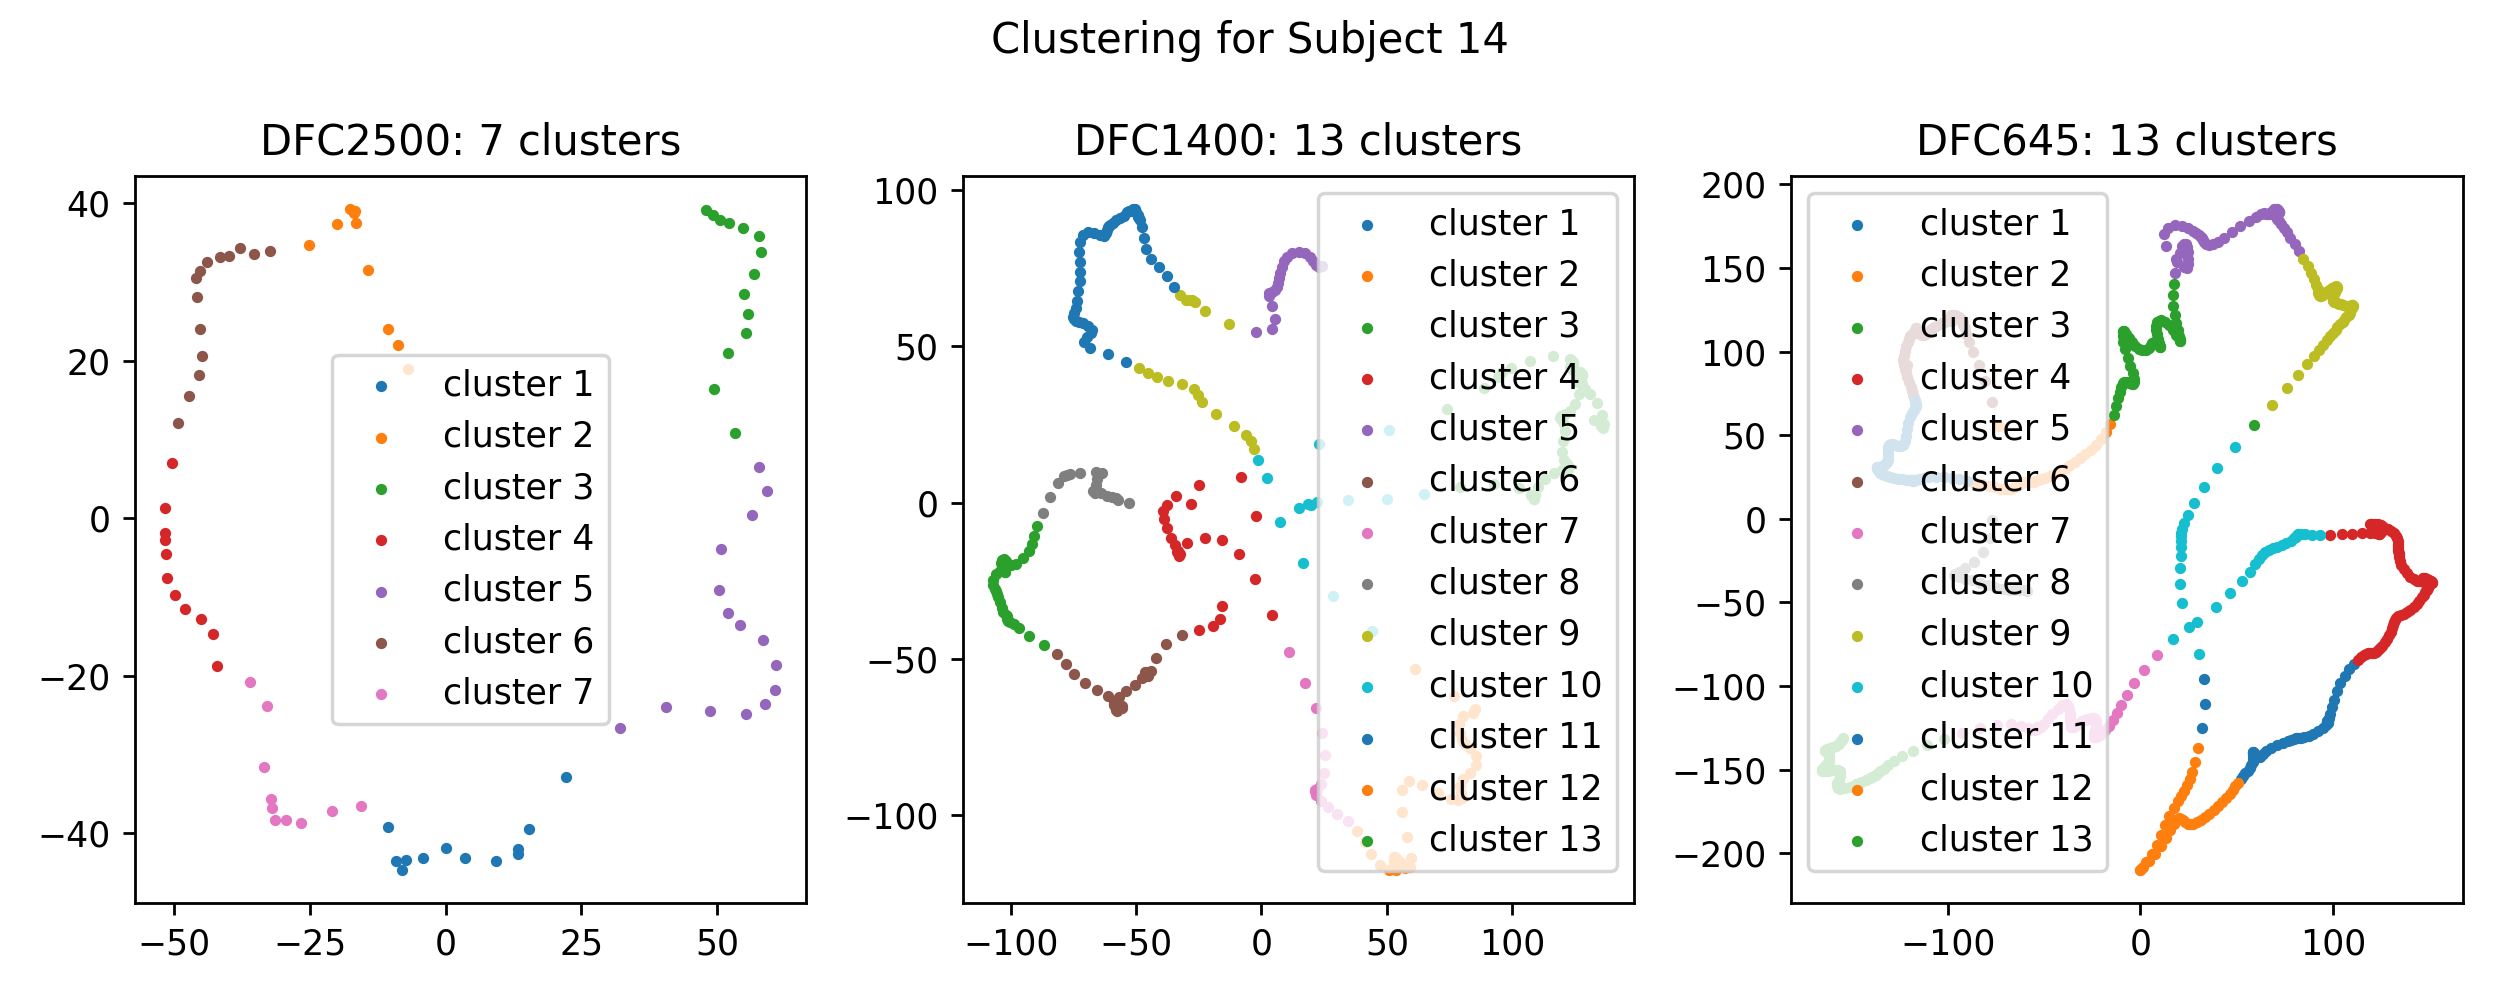 Clustering for Subject 14
DFC2500: 7 clusters
40
20
0
−20
−40
−50
−25
0
25
50
cluster 1
cluster 2
cluster 3
cluster 4
cluster 5
cluster 6
cluster 7
DFC1400: 13 clusters
100
50
0
−50
−100
−100
−50
0
50
100
cluster 1
cluster 2
cluster 3
cluster 4
cluster 5
cluster 6
cluster 7
cluster 8
cluster 9
cluster 10
cluster 11
cluster 12
cluster 13
DFC645: 13 clusters
200
150
100
50
0
−50
−100
−150
−200
−100
0
100
cluster 1
cluster 2
cluster 3
cluster 4
cluster 5
cluster 6
cluster 7
cluster 8
cluster 9
cluster 10
cluster 11
cluster 12
cluster 13